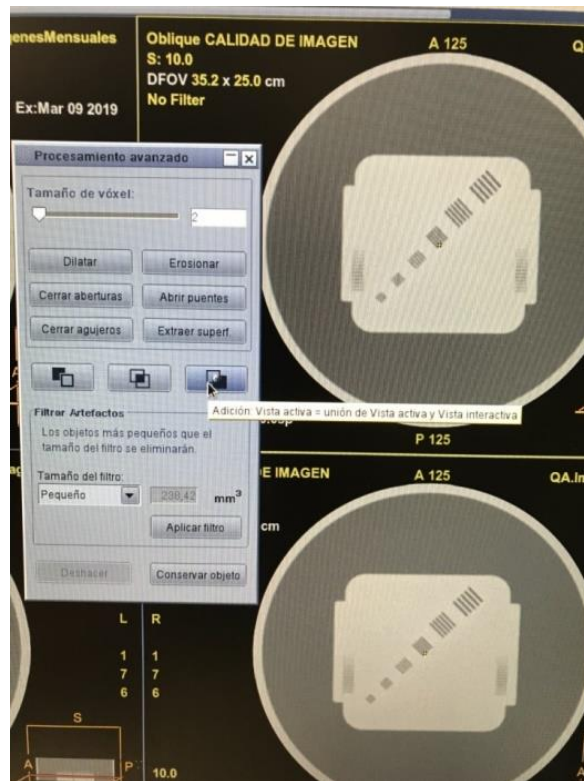 enesMensuales
Ex:Mar 09 2019
Oblique CALIDAD DE IMAGEN
S: 10.0
DFOV 35.2 x 25.0 cm
No Filter
A 125
Q
Procesamiento avanzado
Tamaño de vóxel:
2
Dilatar
Erosionar
Cerrar aberturas
Abrir puentes
Cerrar agujeros
Extraer superf.
Adición: Vista activa = unión de Vista activa y Vista interactiva
Filtrar Artefactos
Los objetos más pequeños que el
tamaño del filtro se eliminarán.
Tamaño del filtro:
Pequeño
238,42
mm³
Aplicar filtro
Deshacer
Conservar objeto
P 125
E IMAGEN
A 125
QA.Im
cm
L
R
1
1
7
7
6
6
S
A
P
10.0